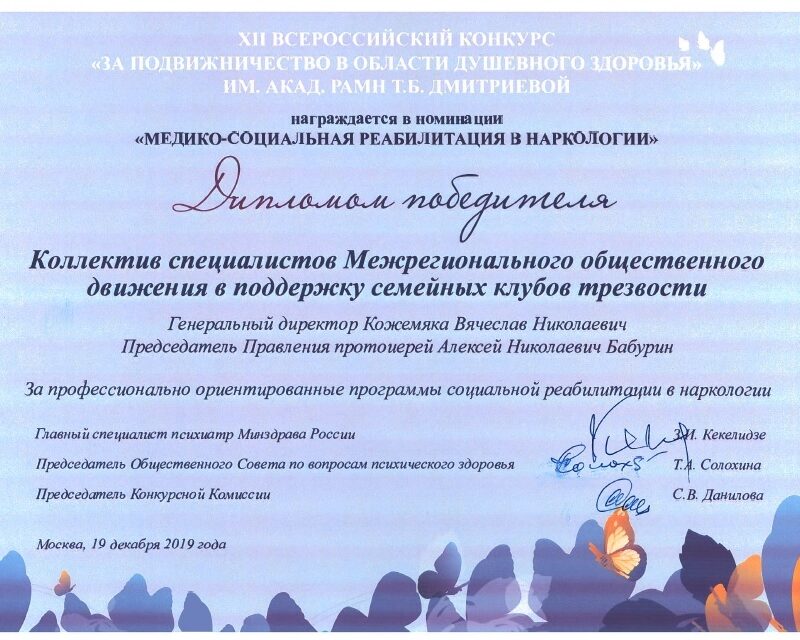 XII ВСЕРОССИЙСКИЙ КОНКУРС
«ЗА ПОДВИЖНИЧЕСТВО В ОБЛАСТИ ДУШЕВНОГО ЗДОРОВЬЯ»
ИМ. АКАД. РАМН Т.Б. ДМИТРИЕВОЙ
награждается в номинации
«МЕДИКО-СОЦИАЛЬНАЯ РЕАБИЛИТАЦИЯ В НАРКОЛОГИИ»
Дипломом победителя
Коллектив специалистов Межрегионального общественного
движения в поддержку семейных клубов трезвости
Генеральный директор Кожемяка Вячеслав Николаевич
Председатель Правления протоиерей Алексей Николаевич Бабурин
За профессионально ориентированные программы социальной реабилитации в наркологии
Главный специалист психиатр Минздрава России З.И. Кекелидзе
Председатель Общественного Совета по вопросам психического здоровья Т.А. Солохина
Председатель Конкурсной Комиссии С.В. Данилова
Москва, 19 декабря 2019 года